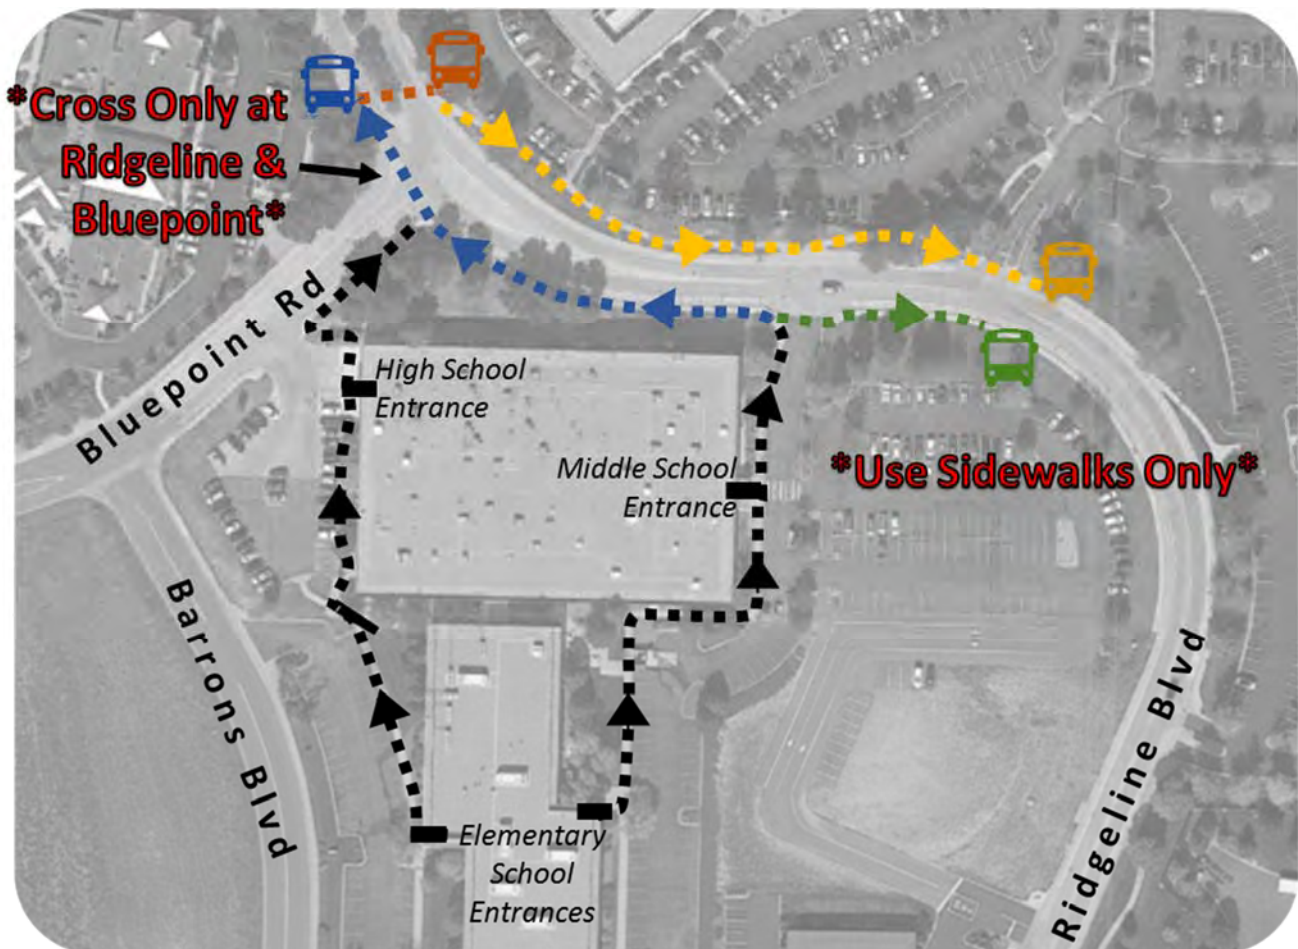 *Cross Only at
Ridgeline &
Bluepoint*
Bluepoint Rd
High School
Entrance
Middle School
Entrance
*Use Sidewalks Only*
Barrons Blvd
Elementary
School
Entrances
Ridgeline Blvd